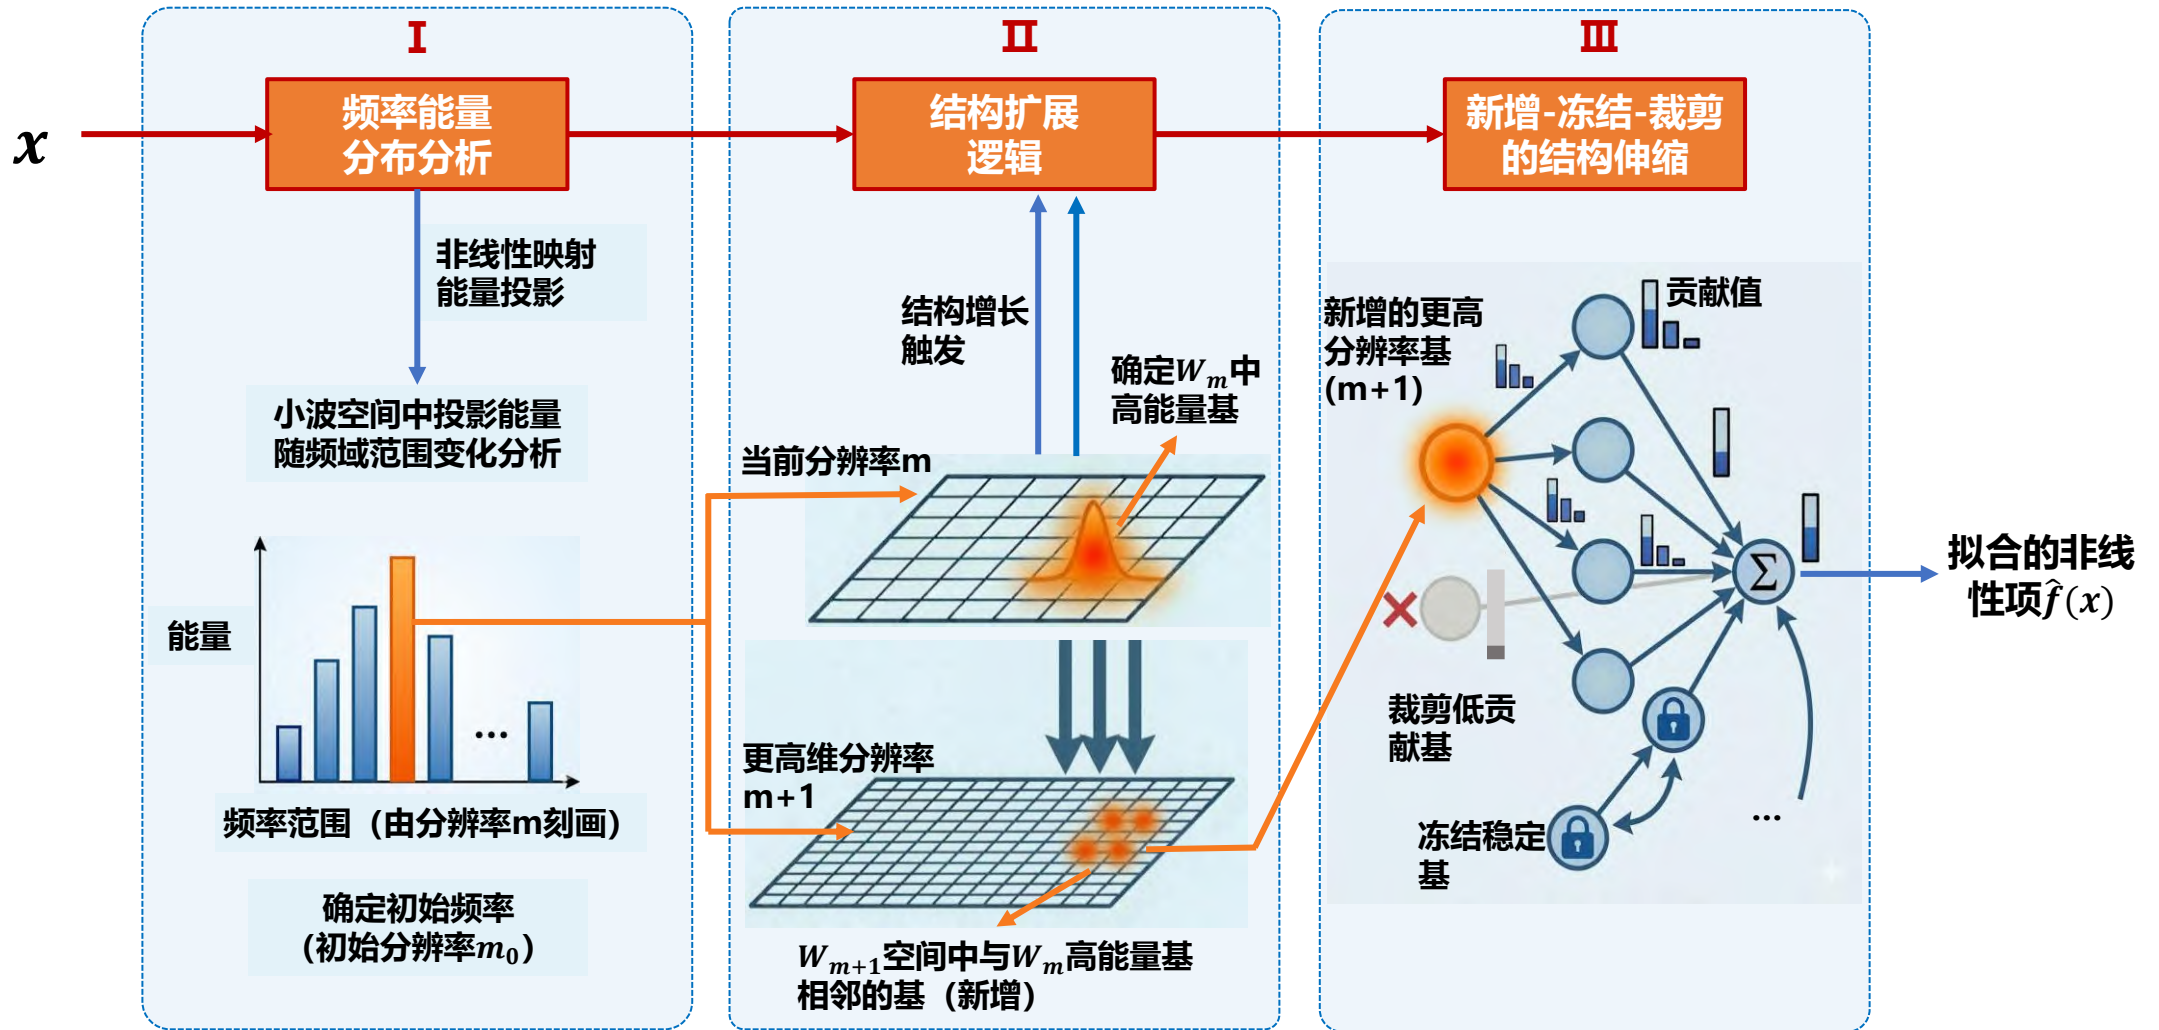 x
I
频率能量
分布分析
非线性映射
能量投影
小波空间中投影能量
随频域范围变化分析
能量
...
频率范围（由分辨率m刻画）
确定初始频率
（初始分辨率m₀）
II
结构扩展
逻辑
结构增长
触发
确定Wₘ中
高能量基
当前分辨率m
更高维分辨率
m+1
Wₘ₊₁空间中与Wₘ高能量基
相邻的基（新增）
III
新增-冻结-裁剪
的结构伸缩
新增的更高
分辨率基
(m+1)
贡献值
Σ
裁剪低贡
献基
冻结稳定
基
...
拟合的非线
性项f̂(x)